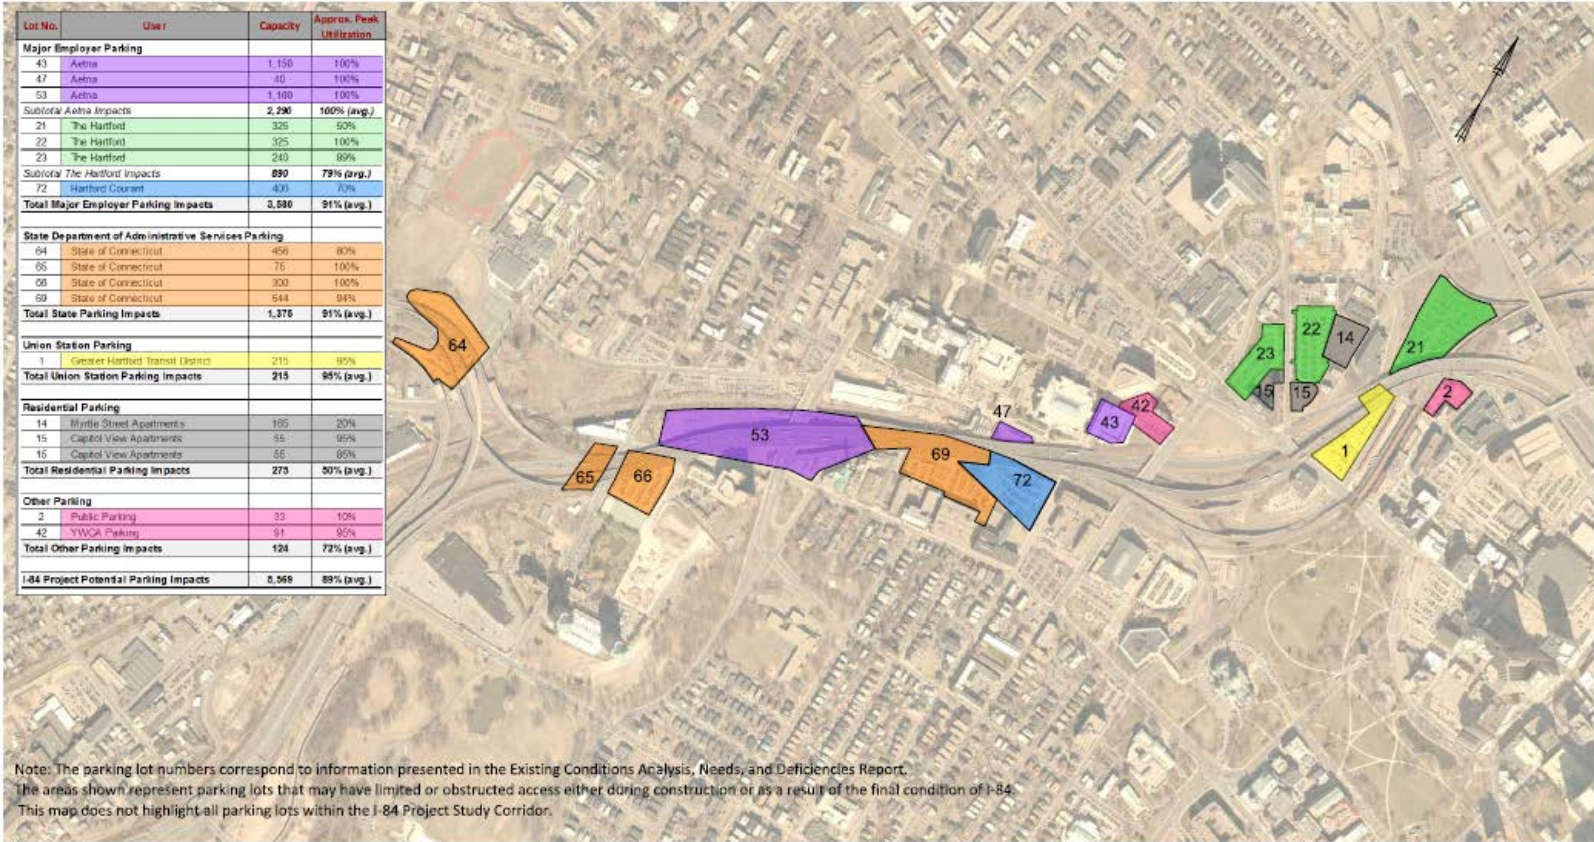 Lot No. User Capacity Approx. Peak Utilization
Major Employer Parking
43 Aetna 1,150 100%
47 Aetna 40 100%
53 Aetna 1,100 100%
Subtotal Aetna Impacts 2,290 100% (avg.)
21 The Hartford 325 50%
22 The Hartford 325 100%
23 The Hartford 240 89%
Subtotal The Hartford Impacts 890 79% (avg.)
72 Hartford Courant 400 70%
Total Major Employer Parking Impacts 3,580 91% (avg.)
State Department of Administrative Services Parking
64 State of Connecticut 456 80%
65 State of Connecticut 75 100%
66 State of Connecticut 300 100%
69 State of Connecticut 544 94%
Total State Parking Impacts 1,375 91% (avg.)
Union Station Parking
1 Greater Hartford Transit District 215 95%
Total Union Station Parking Impacts 215 95% (avg.)
Residential Parking
14 Myrtle Street Apartments 165 20%
15 Capitol View Apartments 55 95%
15 Capitol View Apartments 55 95%
Total Residential Parking Impacts 275 50% (avg.)
Other Parking
2 Public Parking 33 10%
42 YWCA Parking 91 95%
Total Other Parking Impacts 124 72% (avg.)
I-84 Project Potential Parking Impacts 5,569 89% (avg.)
64
65
66
53
69
72
47
43
42
23
15
22
15
14
21
1
2
Note: The parking lot numbers correspond to information presented in the Existing Conditions Analysis, Needs, and Deficiencies Report.
The areas shown represent parking lots that may have limited or obstructed access either during construction or as a result of the final condition of I-84.
This map does not highlight all parking lots within the I-84 Project Study Corridor.